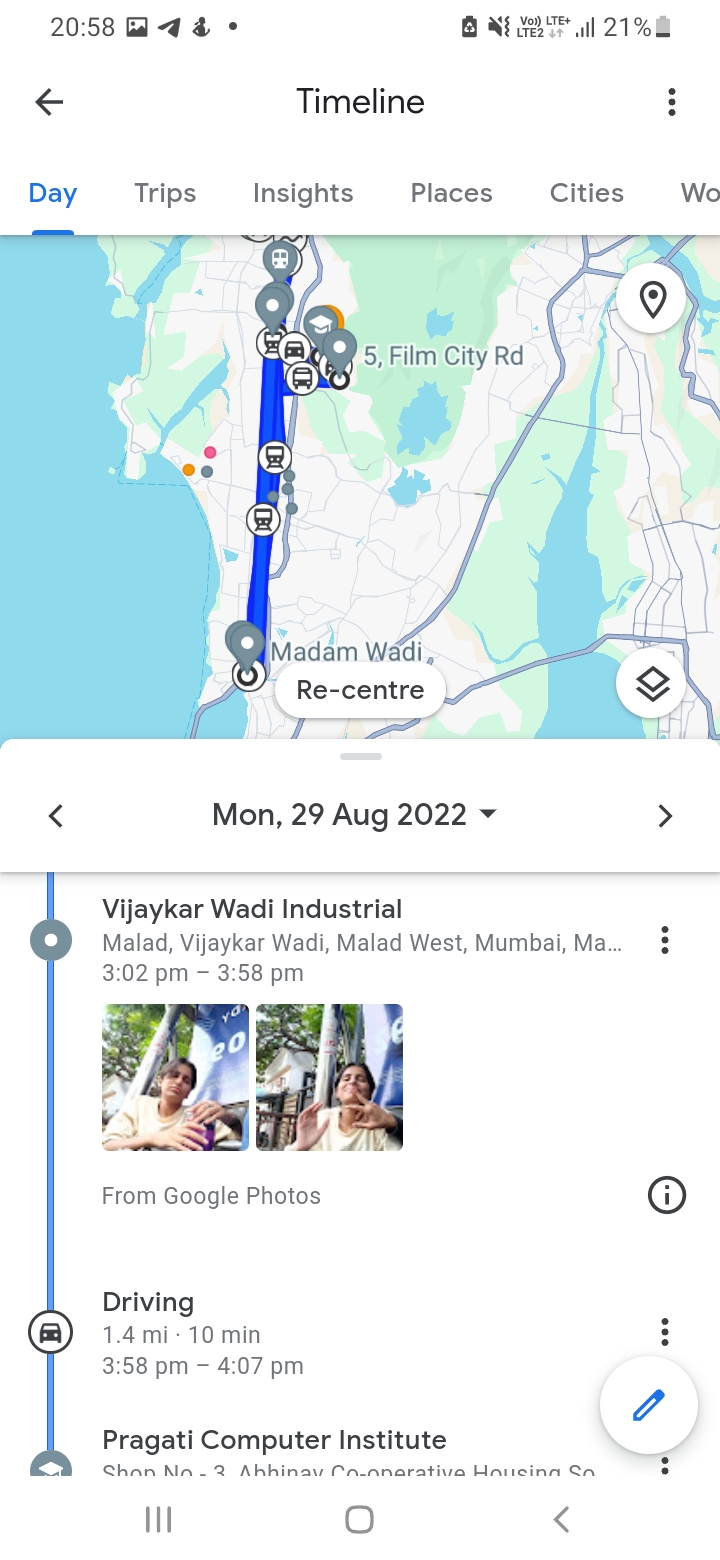 20:58
Vo) LTE+
LTE2
21%
Timeline
Day
Trips
Insights
Places
Cities
Wo
5, Film City Rd
Madam Wadi
Re-centre
Mon, 29 Aug 2022
Vijaykar Wadi Industrial
Malad, Vijaykar Wadi, Malad West, Mumbai, Ma...
3:02 pm – 3:58 pm
From Google Photos
Driving
1.4 mi · 10 min
3:58 pm – 4:07 pm
Pragati Computer Institute
Shop No - 3, Abhinav Co-operative Housing So